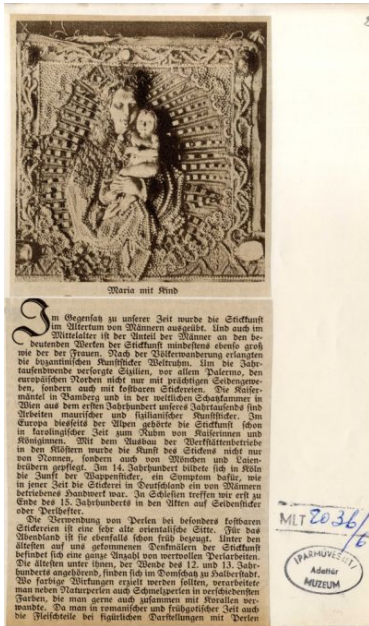 Maria mit Kind
Im Gegensatz zu unserer Zeit wurde die Stickkunst
im Altertum von Männern ausgeübt. Und auch im
Mittelalter ist der Anteil der Männer an den be-
deutenden Werken der Stickkunst mindestens ebenso groß
wie der der Frauen. Nach der Völkerwanderung erlangten
die byzantinischen Kunststicker Weltruhm. Um die Jahr-
tausendwende versorgte Sizilien, vor allem Palermo, den
europäischen Norden nicht nur mit prächtigen Seidengewe-
ben, sondern auch mit kostbaren Stickereien. Die Kaiser-
mäntel in Bamberg und in der weltlichen Schatzkammer in
Wien aus dem ersten Jahrhundert unseres Jahrtausends sind
Arbeiten maurischer und sizilianischer Kunststicker. Im
Europa diesseits der Alpen gehörte die Stickkunst schon
in karolingischer Zeit zum Ruhm von Kaiserinnen und
Königinnen. Mit dem Ausbau der Werkstättenbetriebe
in den Klöstern wurde die Kunst des Stickens nicht nur
von Nonnen, sondern auch von Mönchen und Laien-
brüdern gepflegt. Im 14. Jahrhundert bildete sich in Köln
die Zunft der Wappensticker, ein Symptom dafür, wie
in jener Zeit die Stickerei in Deutschland ein von Männern
betriebenes Handwerk war. In Schlesien treffen wir erst zu
Ende des 15. Jahrhunderts in den Akten auf Seidensticker
oder Perlhefter.
Die Verwendung von Perlen bei besonders kostbaren
Stickereien ist eine sehr alte orientalische Sitte. Für das
Abendland ist sie ebenfalls schon früh bezeugt. Unter den
ältesten auf uns gekommenen Denkmälern der Stickkunst
befindet sich eine ganze Anzahl von wertvollen Perlarbeiten.
Die ältesten unter ihnen, der Wende des 12. und 13. Jahr-
hunderts angehörend, finden sich im Domschatz zu Halberstadt.
Wo farbige Wirkungen erzielt werden sollten, verarbeitete
man neben Naturperlen auch Schmelzperlen in verschiedensten
Farben, die man gerne auch zusammen mit Korallen ver-
wandte. Da man in romanischer und frühgotischer Zeit auch
die Fleischteile bei figürlichen Darstellungen mit Perlen
MLT 2036/6
IPARMŰVÉSZETI
Adattár
MUZEUM